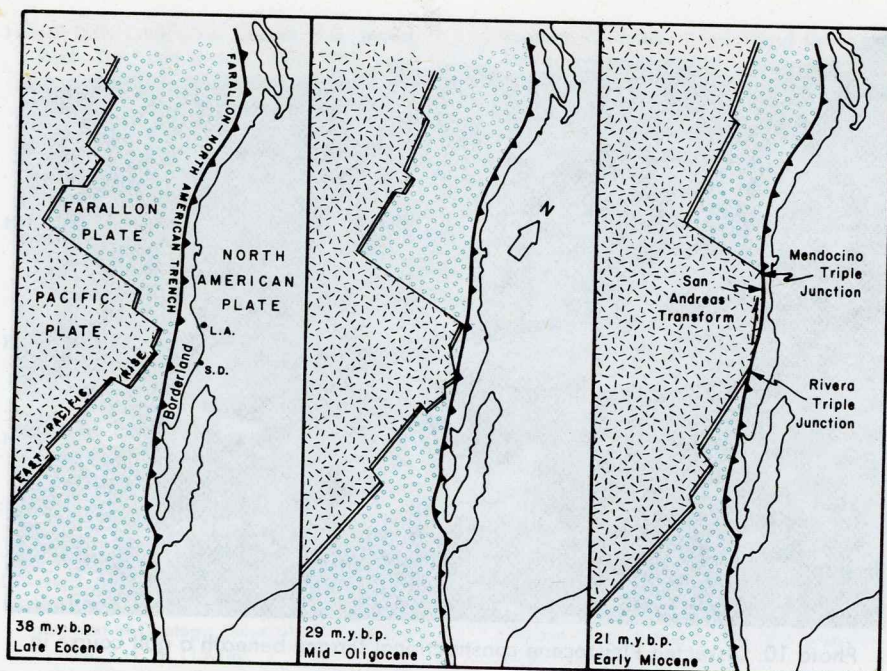 FARALLON NORTH AMERICAN TRENCH
FARALLON
PLATE
NORTH
AMERICAN
PLATE
PACIFIC
PLATE
L.A.
S.D.
Borderland
EAST PACIFIC RISE
38 m.y.b.p.
Late Eocene
N
29 m.y.b.p.
Mid-Oligocene
Mendocino
Triple
Junction
San
Andreas
Transform
Rivera
Triple
Junction
21 m.y.b.p.
Early Miocene